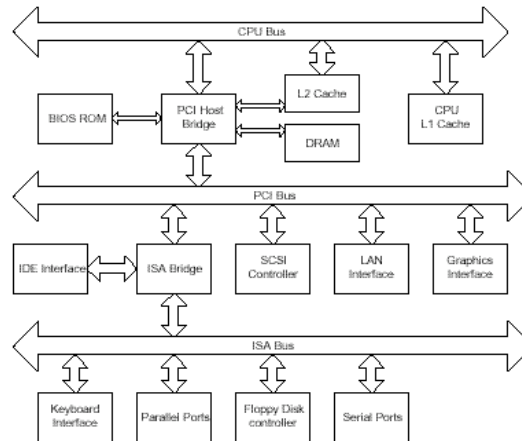 CPU Bus
BIOS ROM
PCI Host
Bridge
L2 Cache
DRAM
CPU
L1 Cache
PCI Bus
IDE Interface
ISA Bridge
SCSI
Controller
LAN
Interface
Graphics
Interface
ISA Bus
Keyboard
Interface
Parallel Ports
Floppy Disk
controller
Serial Ports